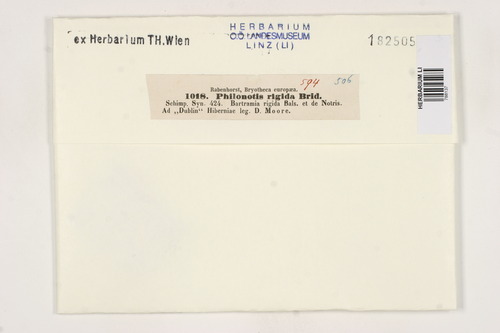 ex Herbarium TH.Wien
HERBARIUM
OÖ LANDESMUSEUM
LINZ (LI)
182505
HERBARIUM LI
594 506
Rabenhorst, Bryotheca europæa.
1018. Philonotis rigida Brid.
Schimp. Syn. 424. Bartramia rigida Bals. et de Notris.
Ad „Dublin“ Hiberniae leg. D. Moore.